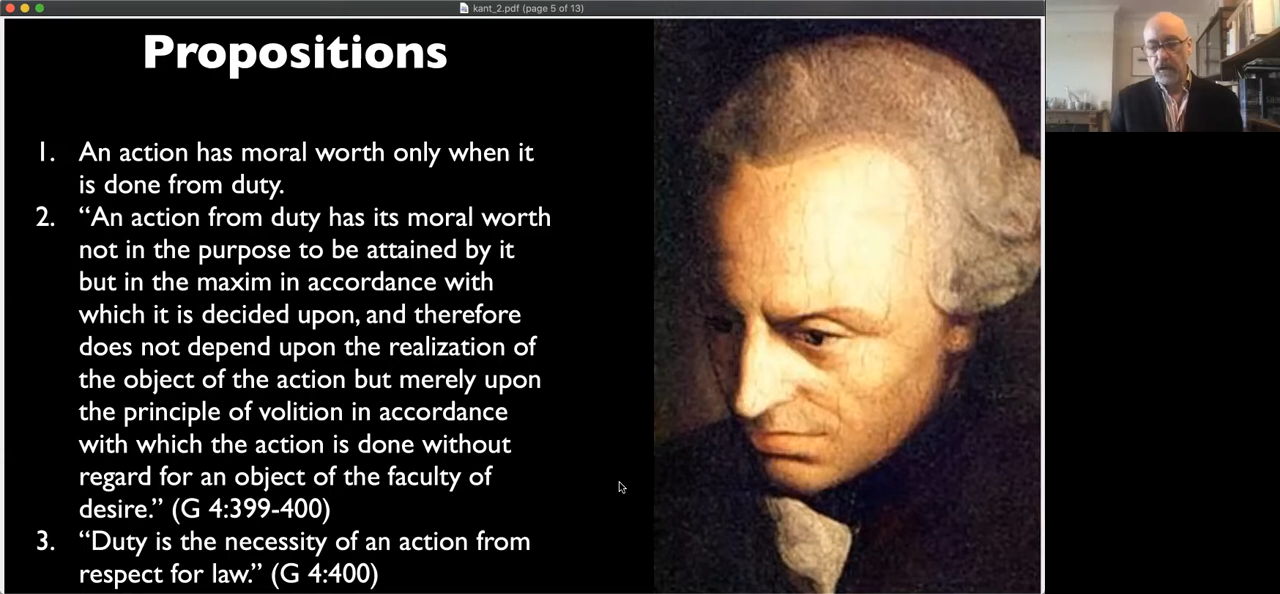 kant_2.pdf (page 5 of 13)
Propositions
1. An action has moral worth only when it
is done from duty.
2. “An action from duty has its moral worth
not in the purpose to be attained by it
but in the maxim in accordance with
which it is decided upon, and therefore
does not depend upon the realization of
the object of the action but merely upon
the principle of volition in accordance
with which the action is done without
regard for an object of the faculty of
desire.” (G 4:399-400)
3. “Duty is the necessity of an action from
respect for law.” (G 4:400)